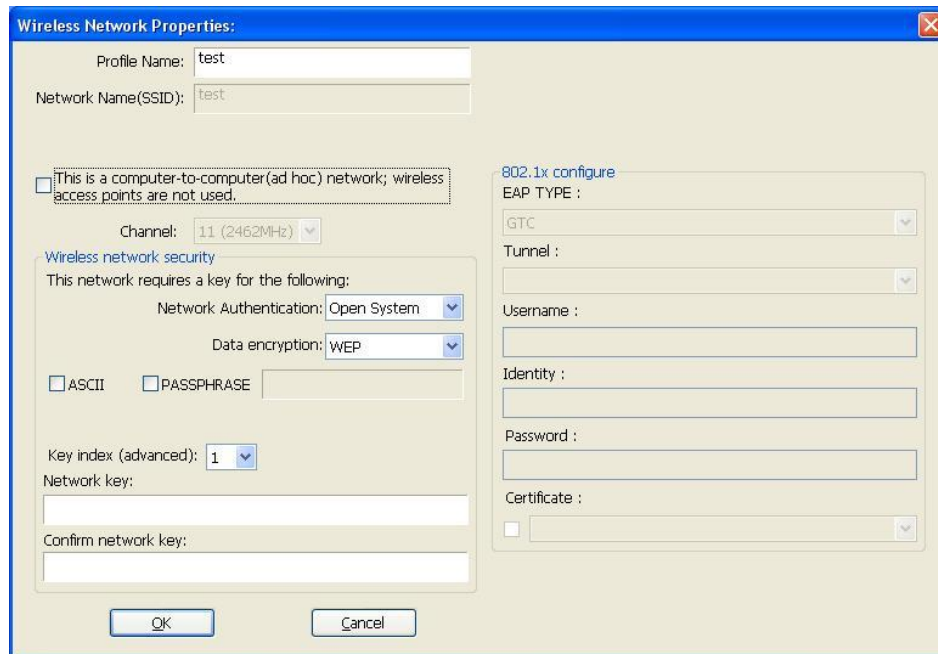 Wireless Network Properties:
Profile Name: test
Network Name(SSID): test
This is a computer-to-computer(ad hoc) network; wireless
access points are not used.
Channel: 11 (2462MHz)
Wireless network security
This network requires a key for the following:
Network Authentication: Open System
Data encryption: WEP
ASCII PASSPHRASE
Key index (advanced): 1
Network key:
Confirm network key:
OK Cancel
802.1x configure
EAP TYPE :
GTC
Tunnel :
Username :
Identity :
Password :
Certificate :